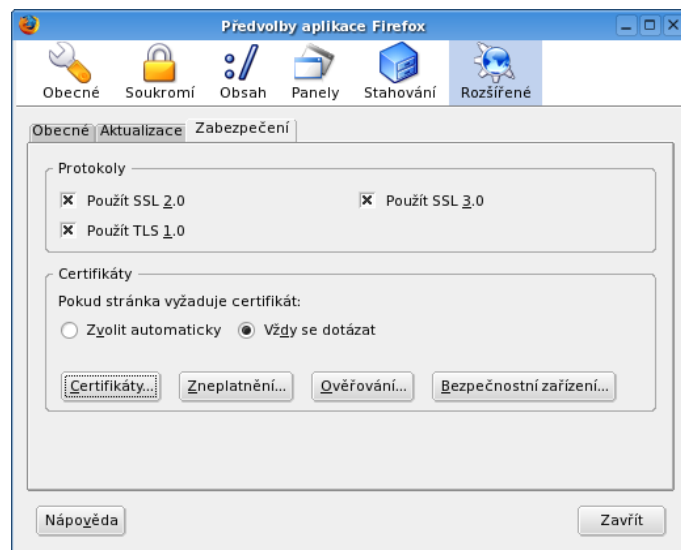 Předvolby aplikace Firefox
Obecné Soukromí Obsah Panely Stahování Rozšířené
Obecné Aktualizace Zabezpečení
Protokoly
Použít SSL 2.0 Použít SSL 3.0
Použít TLS 1.0
Certifikáty
Pokud stránka vyžaduje certifikát:
Zvolit automaticky Vždy se dotázat
Certifikáty... Zneplatnění... Ověřování... Bezpečnostní zařízení...
Nápověda Zavřít